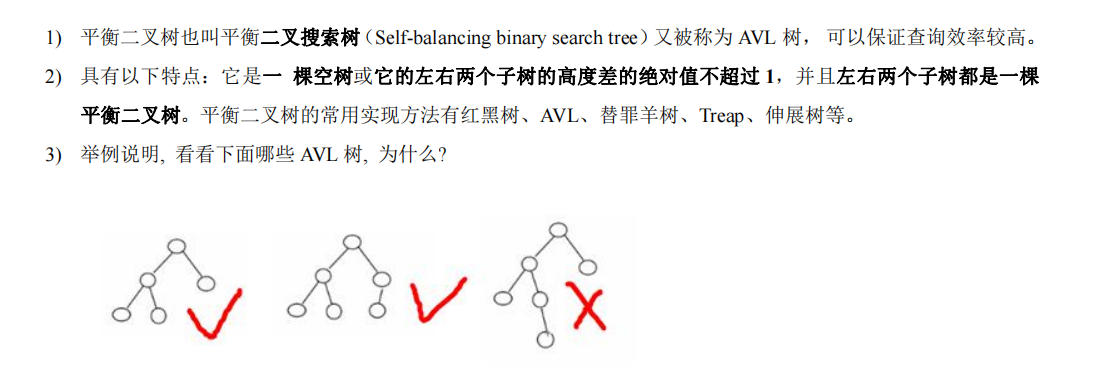 1) 平衡二叉树也叫平衡二叉搜索树（Self-balancing binary search tree）又被称为 AVL 树， 可以保证查询效率较高。
2) 具有以下特点：它是一 棵空树或它的左右两个子树的高度差的绝对值不超过 1，并且左右两个子树都是一棵
平衡二叉树。平衡二叉树的常用实现方法有红黑树、AVL、替罪羊树、Treap、伸展树等。
3) 举例说明, 看看下面哪些 AVL 树, 为什么?